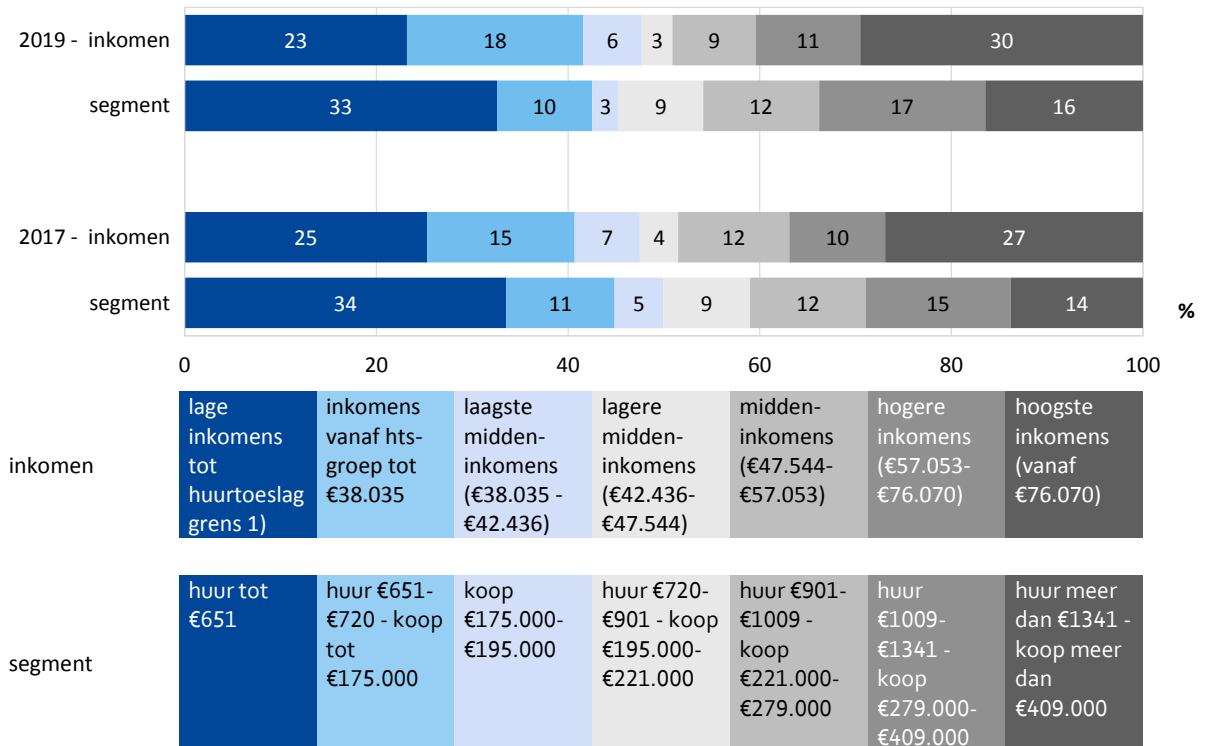 2019 - inkomen 23 18 6 3 9 11 30
segment 33 10 3 9 12 17 16
2017 - inkomen 25 15 7 4 12 10 27
segment 34 11 5 9 12 15 14 %
0 20 40 60 80 100
inkomen
lage
inkomens
tot
huurtoeslag
grens 1)
inkomens
vanaf hts-
groep tot
€38.035
laagste
midden-
inkomens
(€38.035 -
€42.436)
lagere
midden-
inkomens
(€42.436-
€47.544)
midden-
inkomens
(€47.544-
€57.053)
hogere
inkomens
(€57.053-
€76.070)
hoogste
inkomens
(vanaf
€76.070)
segment
huur tot
€651
huur €651-
€720 - koop
tot
€175.000
koop
€175.000-
€195.000
huur €720-
€901 - koop
€195.000-
€221.000
huur €901-
€1009 -
koop
€221.000-
€279.000
huur
€1009-
€1341 -
koop
€279.000-
€409.000
huur meer
dan €1341 -
koop meer
dan
€409.000